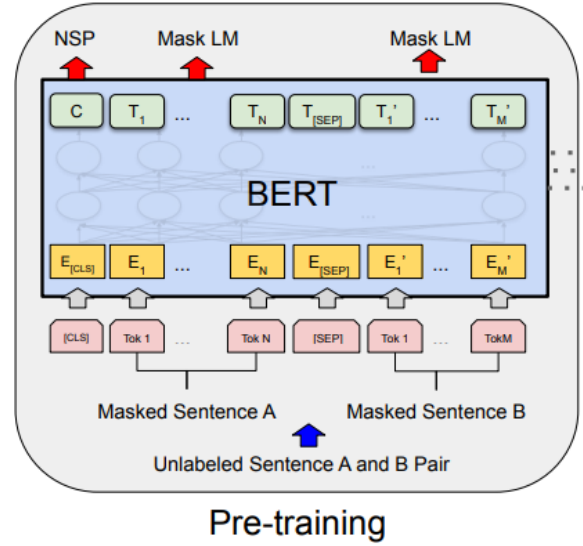 NSP Mask LM Mask LM
C T1 ... TN T[SEP] T1' ... TM'
...
...
BERT
E[CLS] E1 ... EN E[SEP] E1' ... EM'
[CLS] Tok 1 ... Tok N [SEP] Tok 1 ... TokM
Masked Sentence A Masked Sentence B
Unlabeled Sentence A and B Pair
Pre-training